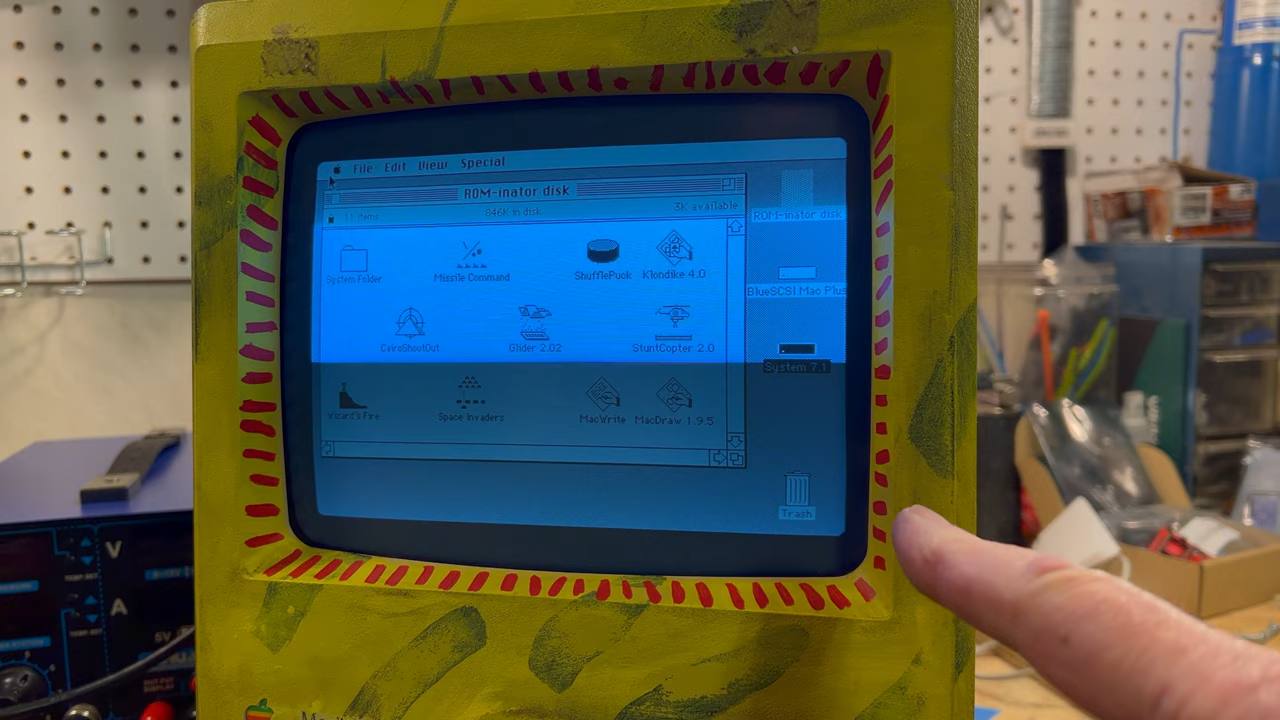 File Edit View Special
ROM-inator disk
11 items 846K in disk 3K available
ROM-inator disk
System Folder Missile Command ShufflePuck Klondike 4.0
BlueSCSI Mac Plus
CairoShootOut Glider 2.02 StuntCopter 2.0
System 7.1
Wizard's Fire Space Invaders MacWrite MacDraw 1.9.5
Trash
V
A
5V